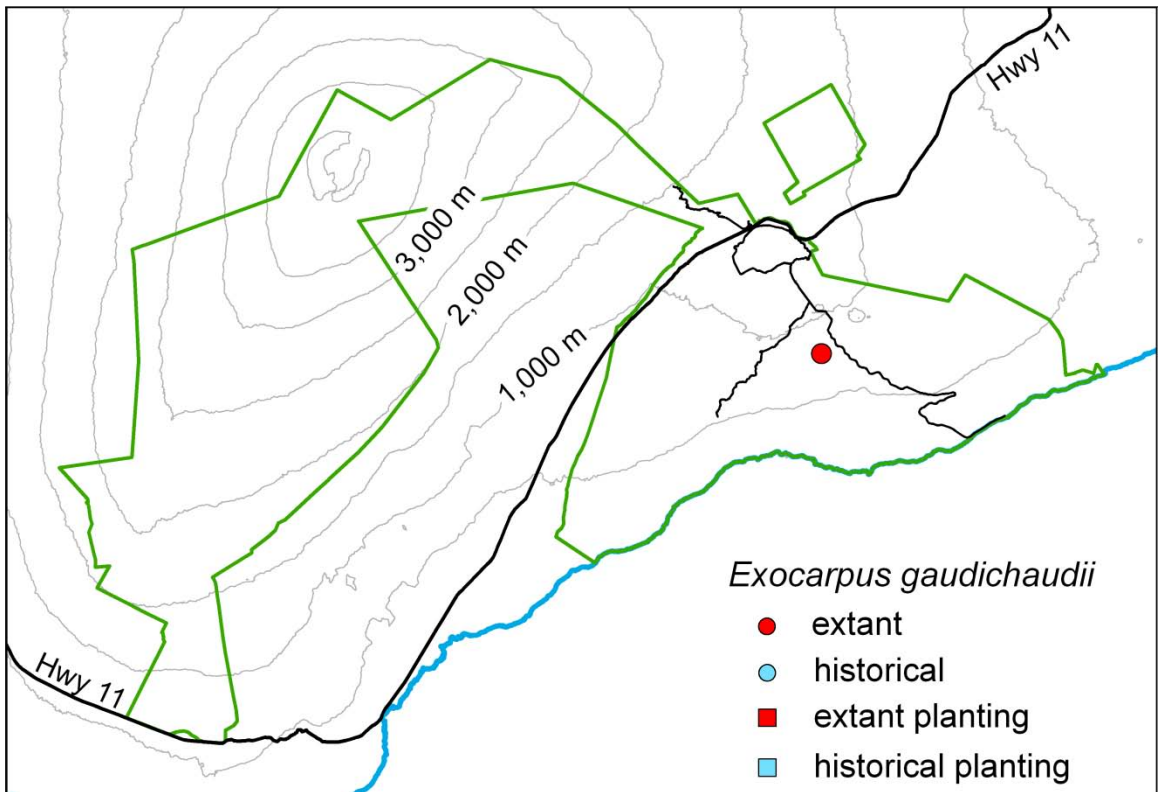 Hwy 11
3,000 m
2,000 m
1,000 m
Exocarpus gaudichaudii
extant
historical
extant planting
historical planting
Hwy 11